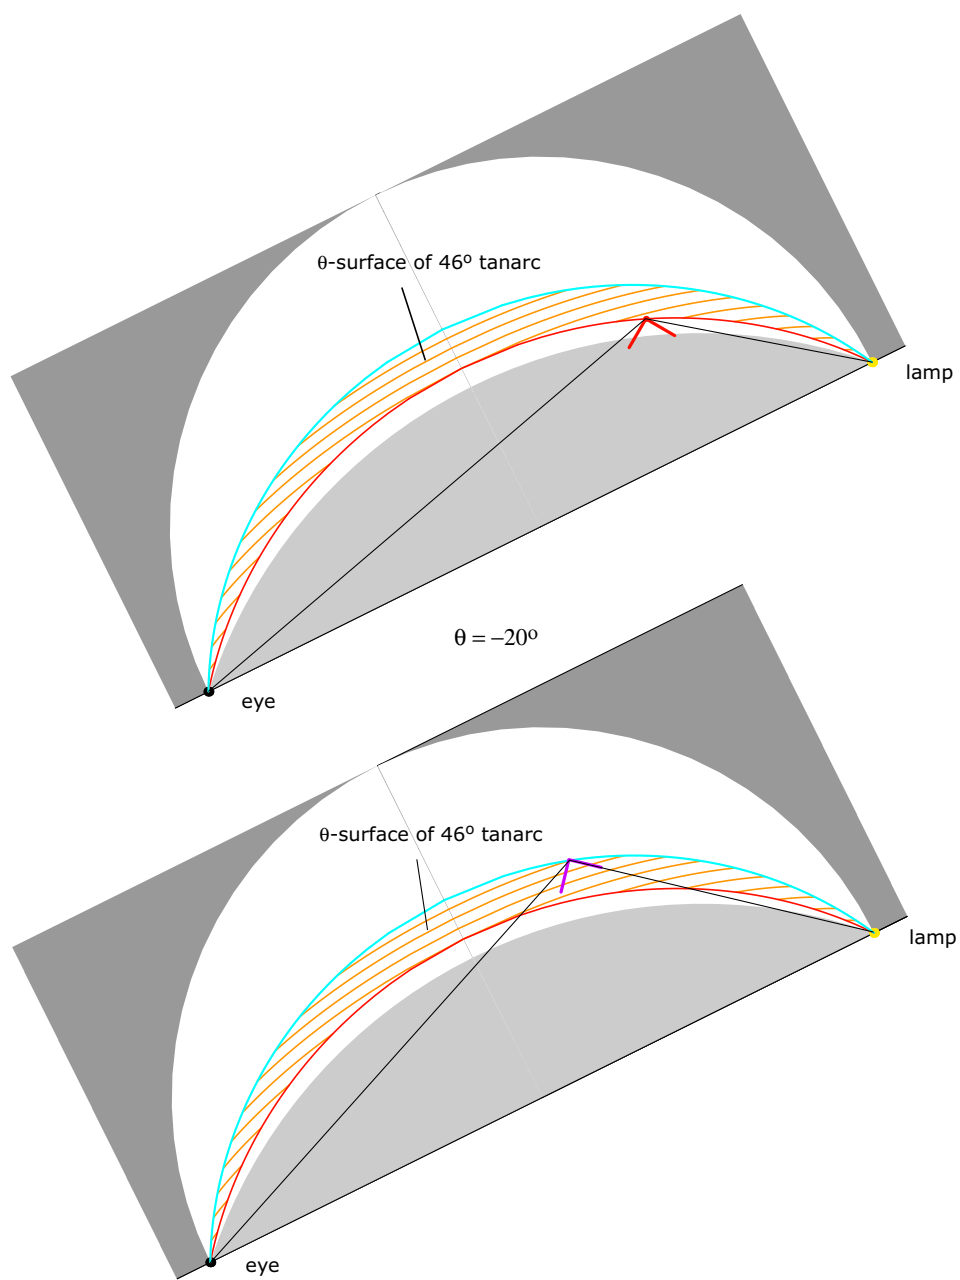 θ-surface of 46º tanarc
lamp
eye
θ = –20º
θ-surface of 46º tanarc
lamp
eye